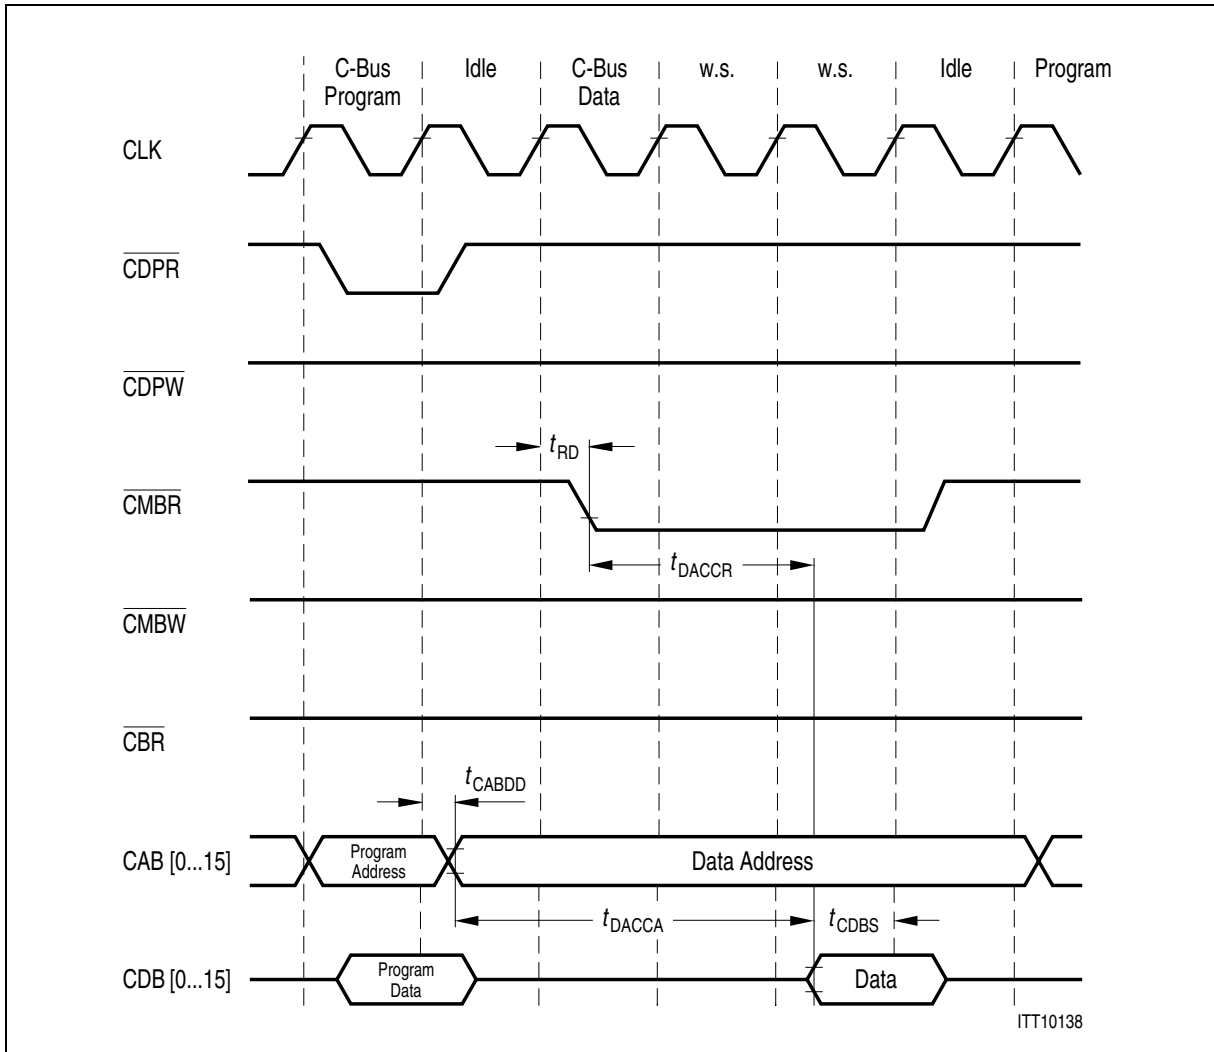 C-Bus Program
Idle
C-Bus Data
w.s.
w.s.
Idle
Program
CLK
CDPR
CDPW
tRD
CMBR
tDACCR
CMBW
CBR
tCABDD
CAB [0...15]
Program Address
Data Address
tDACCA
tCDBS
CDB [0...15]
Program Data
Data
ITT10138